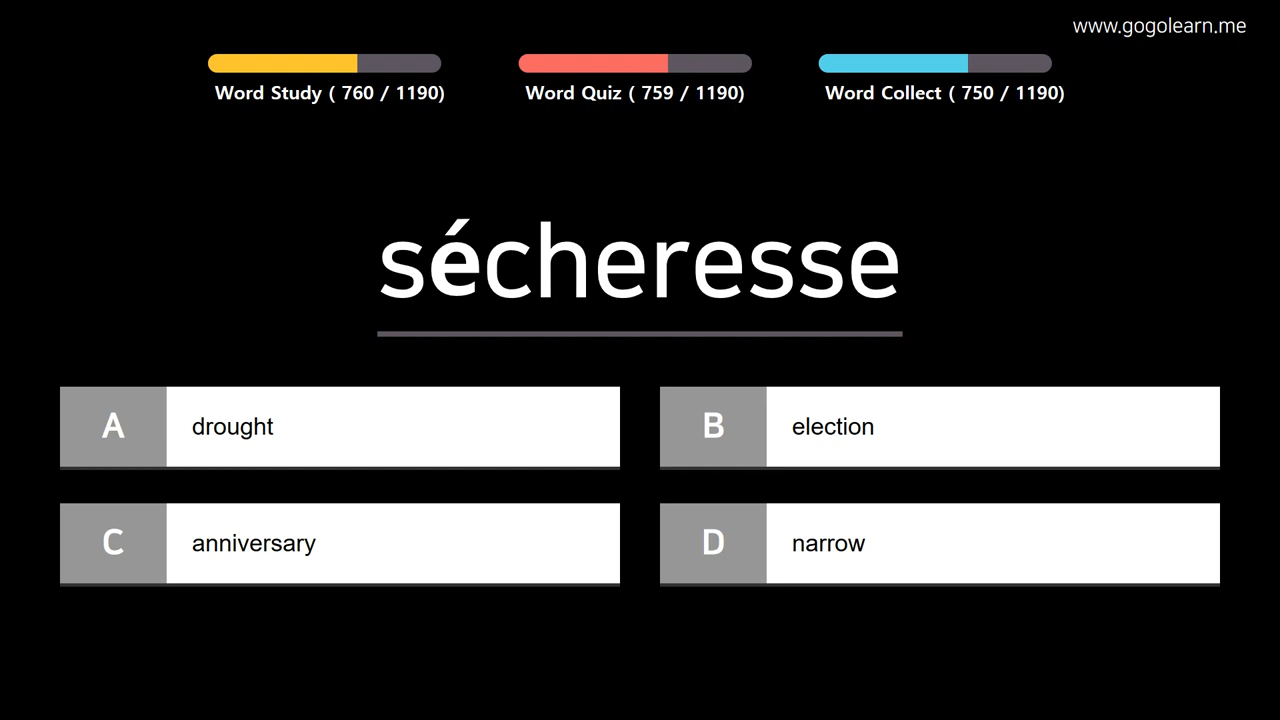 www.gogolearn.me
Word Study ( 760 / 1190)
Word Quiz ( 759 / 1190)
Word Collect ( 750 / 1190)
sécheresse
A drought
B election
C anniversary
D narrow